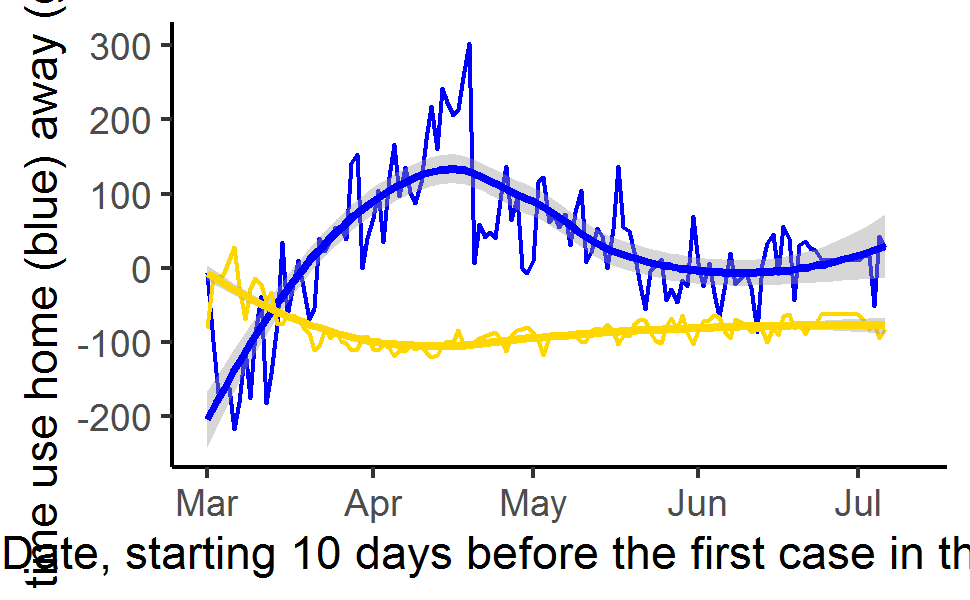 time use home (blue) away (
300
200
100
0
-100
-200
Mar Apr May Jun Jul
Date, starting 10 days before the first case in th